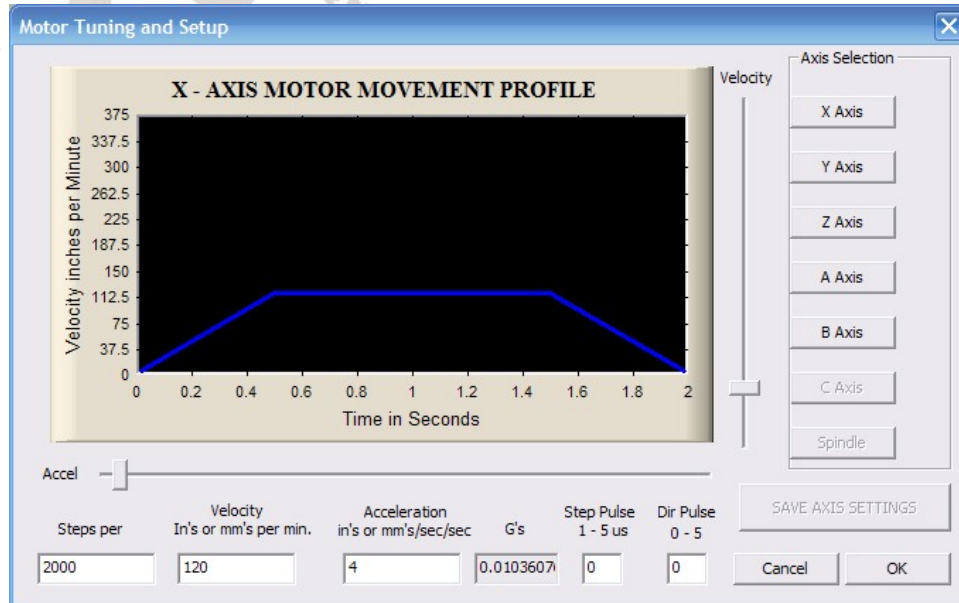 Motor Tuning and Setup
X - AXIS MOTOR MOVEMENT PROFILE
Velocity inches per Minute
375
337.5
300
262.5
225
187.5
150
112.5
75
37.5
0
0 0.2 0.4 0.6 0.8 1 1.2 1.4 1.6 1.8 2
Time in Seconds
Velocity
Axis Selection
X Axis
Y Axis
Z Axis
A Axis
B Axis
C Axis
Spindle
Accel
Steps per
Velocity
In's or mm's per min.
Acceleration
in's or mm's/sec/sec
G's
Step Pulse
1 - 5 us
Dir Pulse
0 - 5
2000
120
4
0.0103607
0
0
SAVE AXIS SETTINGS
Cancel
OK